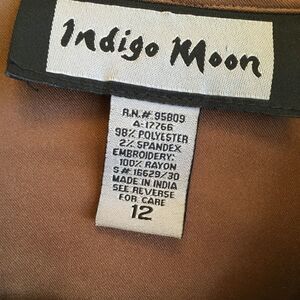 Indigo Moon
R.N.# 95809
A-17766
98% POLYESTER
2% SPANDEX
EMBROIDERY:
100% RAYON
S.# 16629/30
MADE IN INDIA
SEE REVERSE
FOR CARE
12